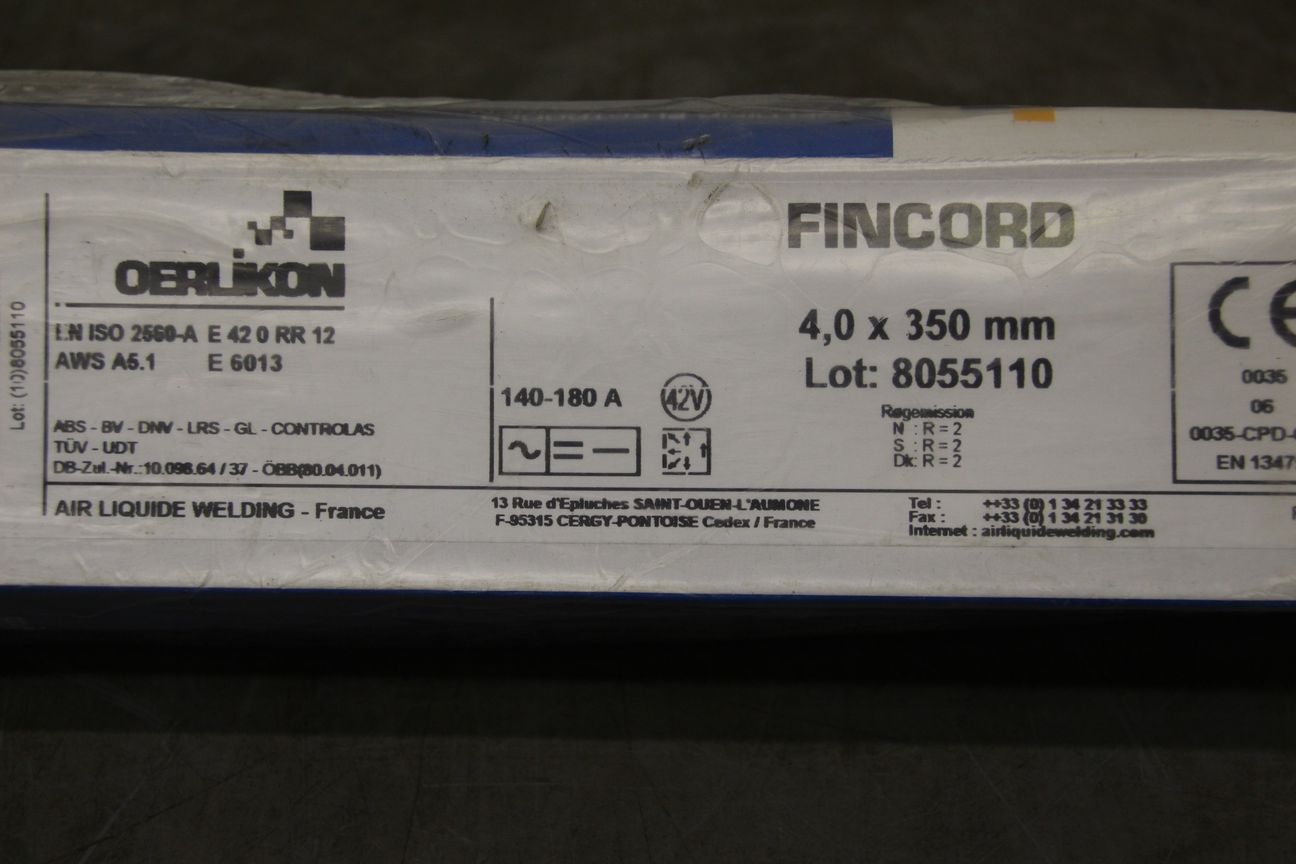 Lot: (10)8055110
OERLIKON
EN ISO 2560-A E 42 0 RR 12
AWS A5.1 E 6013
ABS - BV - DNV - LRS - GL - CONTROLAS
TÜV - UDT
DB-Zul.-Nr.:10.098.64 / 37 - ÖBB(80.04.011)
140-180 A
42V
FINCORD
4,0 x 350 mm
Lot: 8055110
Røgemission
N : R = 2
S : R = 2
Dk: R = 2
CE
0035
06
0035-CPD-
EN 1347
AIR LIQUIDE WELDING - France
13 Rue d'Epluches SAINT-OUEN-L'AUMONE
F-95315 CERGY-PONTOISE Cedex / France
Tel : ++33 (0) 1 34 21 33 33
Fax : ++33 (0) 1 34 21 31 30
Internet : airliquidewelding.com